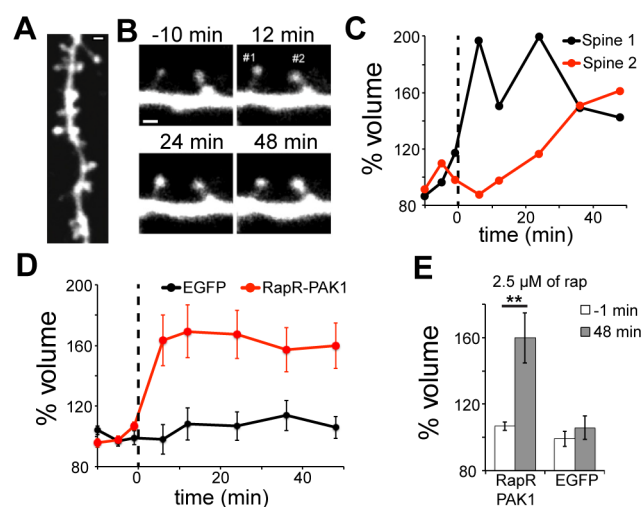 A
B
-10 min 12 min
#1 #2
24 min 48 min
C
Spine 1
Spine 2
% volume
200
160
120
80
0 20 40
time (min)
D
EGFP RapR-PAK1
% volume
200
160
120
80
0 20 40
time (min)
E
2.5 µM of rap
**
-1 min
48 min
% volume
160
120
80
RapR EGFP
PAK1